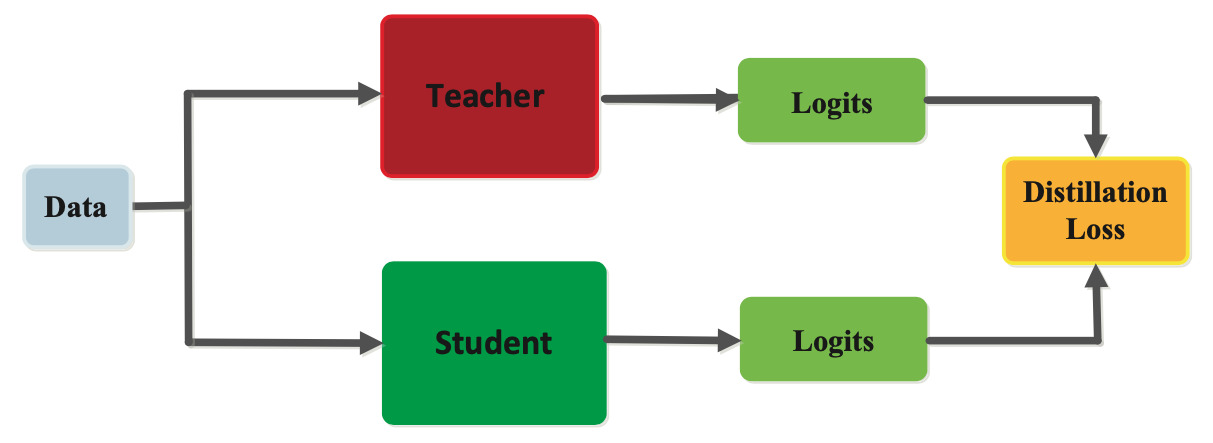 Teacher
Logits
Data
Distillation
Loss
Student
Logits